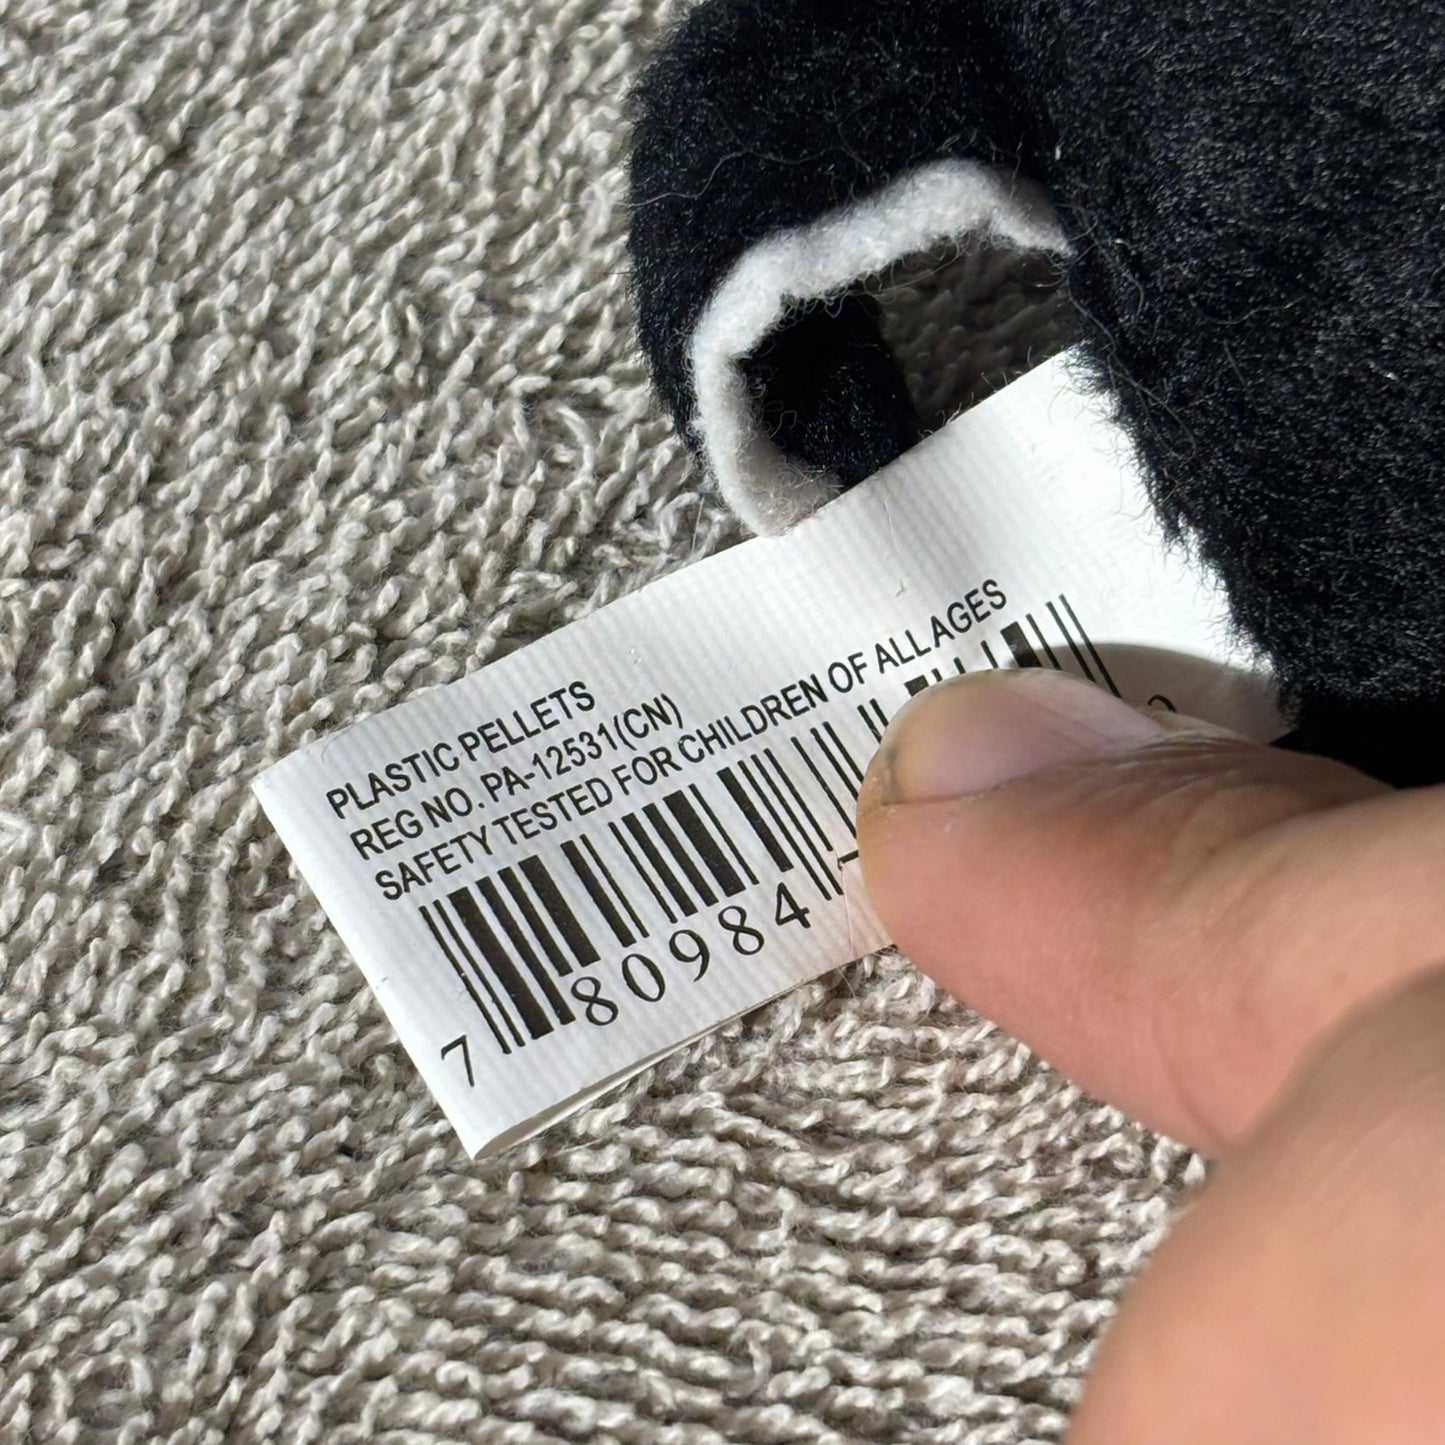 PLASTIC PELLETS
REG NO. PA-12531(CN)
SAFETY TESTED FOR CHILDREN OF ALL AGES
7 80984